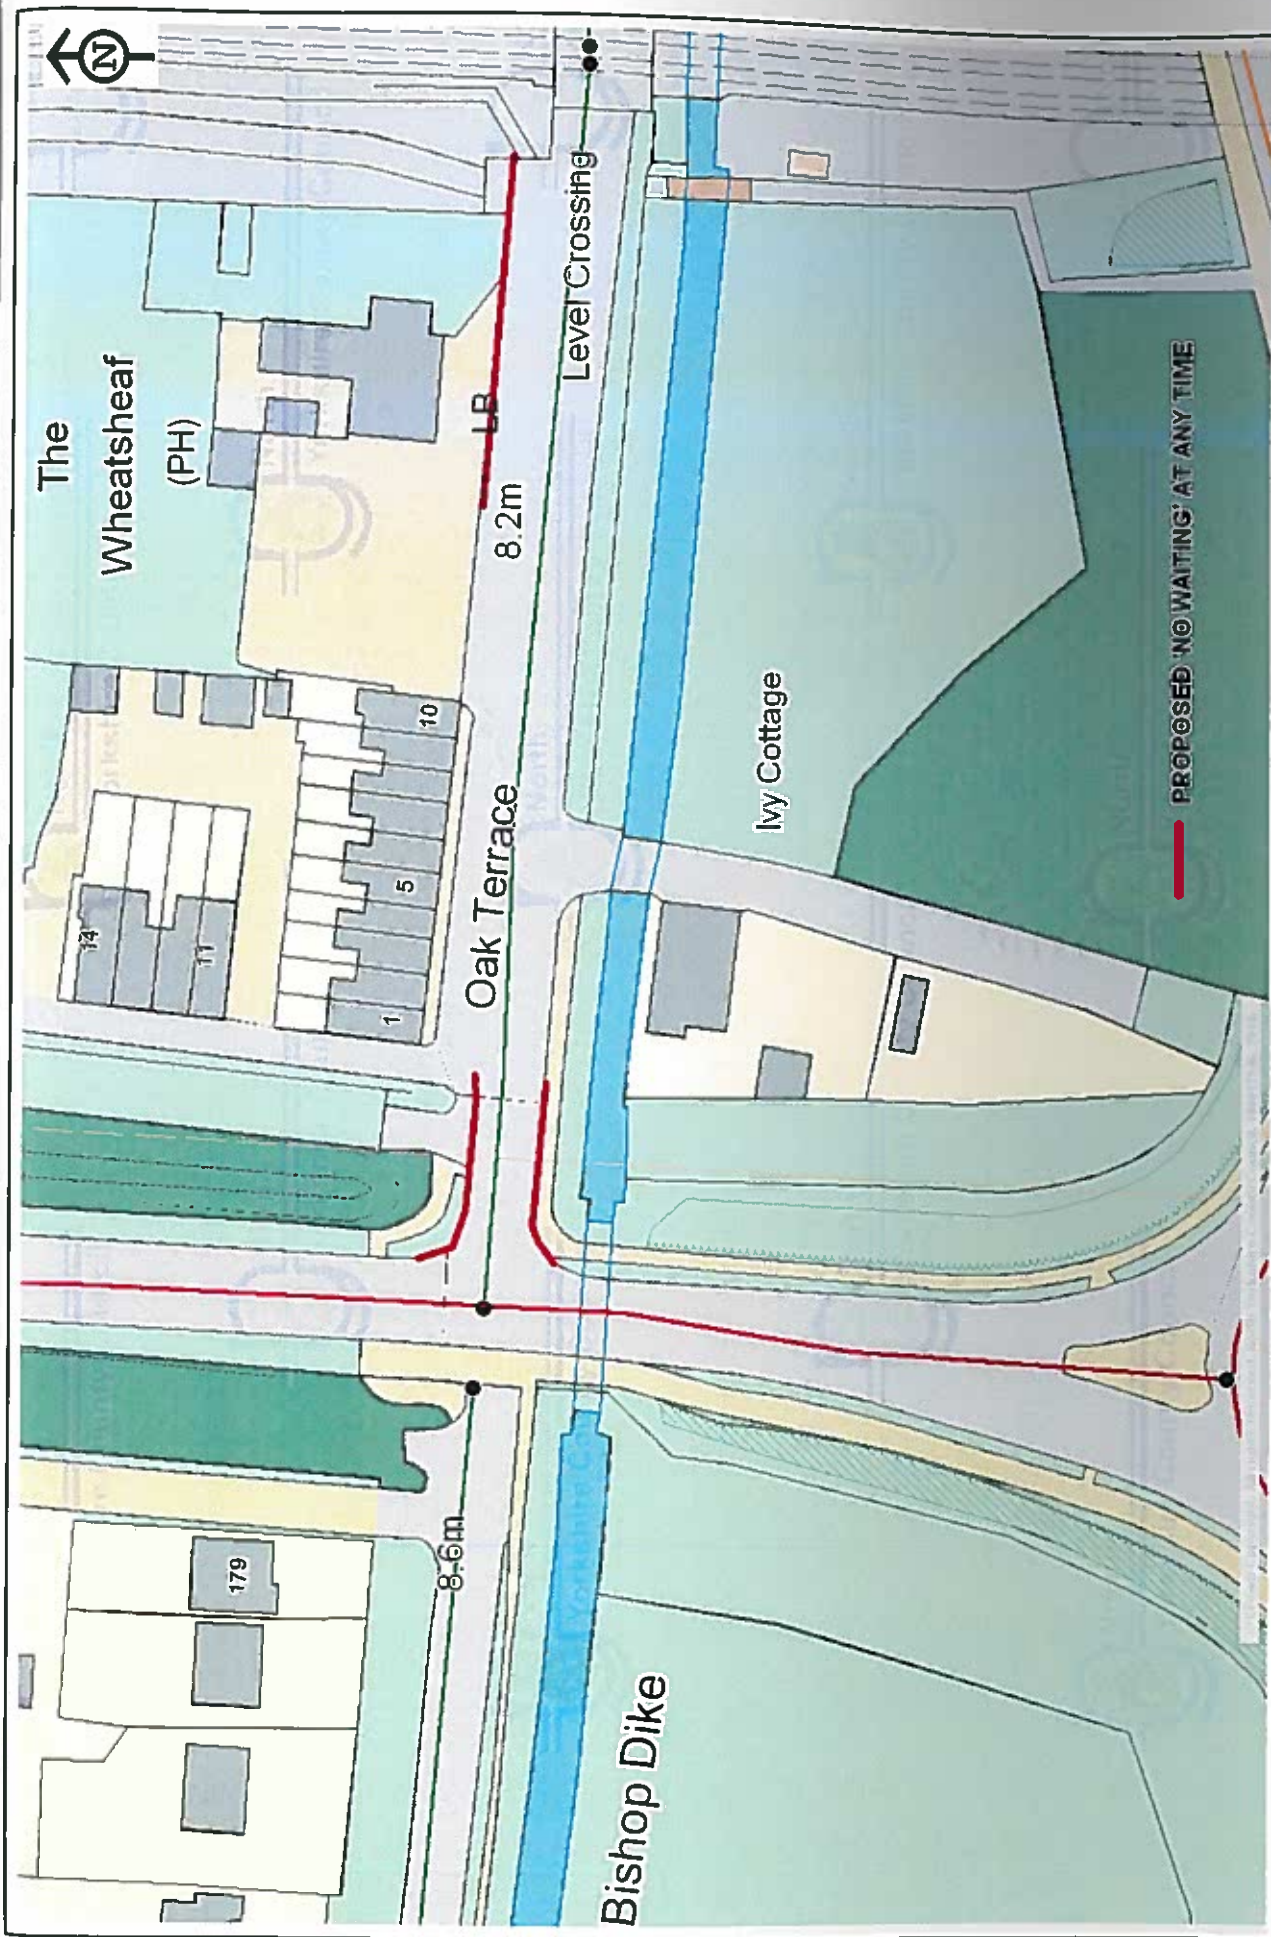 N
The
Wheatsheaf
(PH)
LB
Level Crossing
8.2m
10
5
1
14
11
Oak Terrace
Ivy Cottage
179
8.6m
Bishop Dike
PROPOSED 'NO WAITING' AT ANY TIME